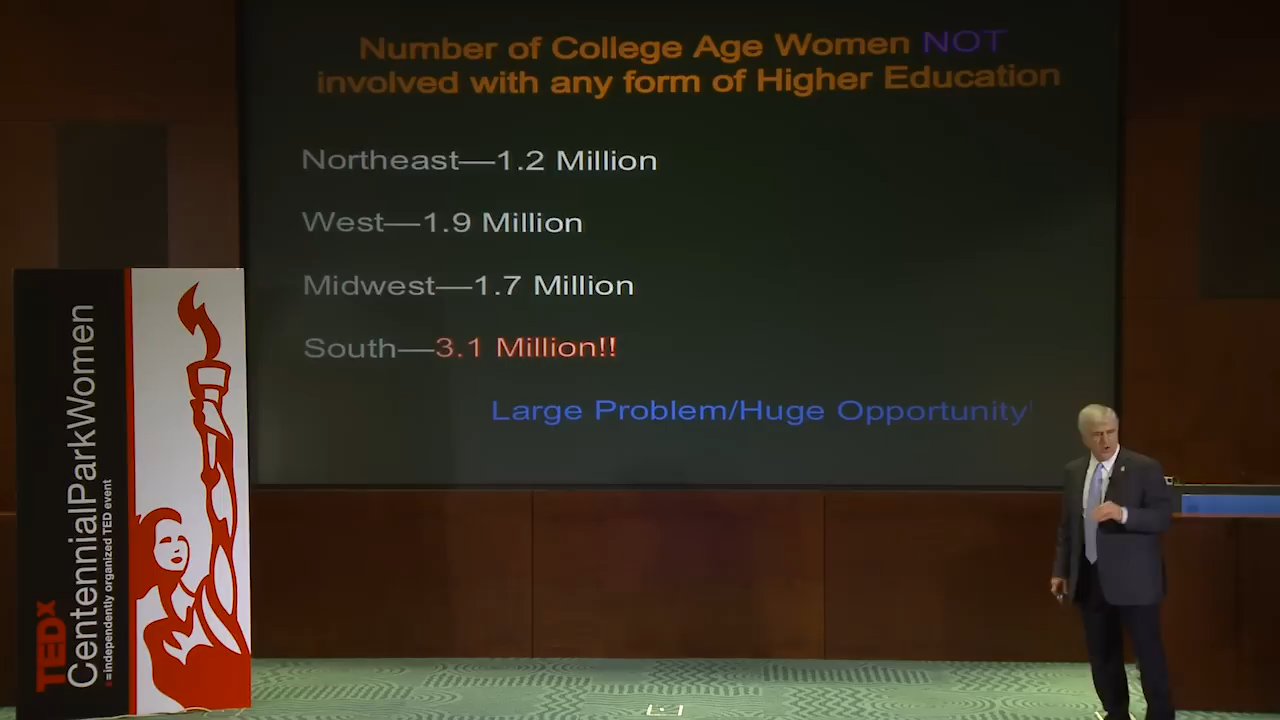 Number of College Age Women NOT
involved with any form of Higher Education
Northeast—1.2 Million
West—1.9 Million
Midwest—1.7 Million
South—3.1 Million!!
Large Problem/Huge Opportunity!
TEDx
CentennialParkWomen
x=independently organized TED event